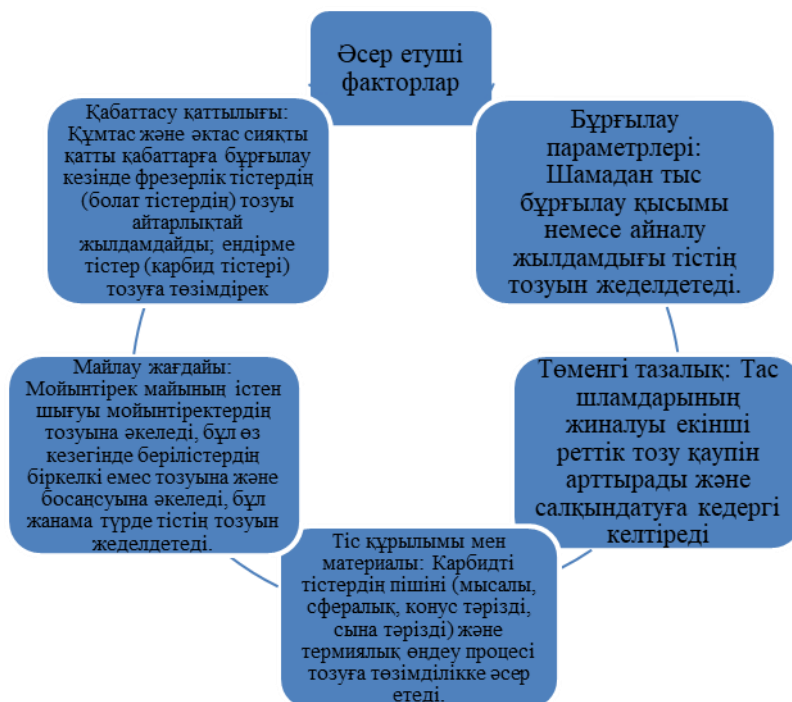 Әсер етуші
факторлар
Бұрғылау
параметрлері:
Шамадан тыс
бұрғылау қысымы
немесе айналу
жылдамдығы тістің
тозуын жеделдетеді.
Төменгі тазалық: Тас
шламдарының
жиналуы екінші
реттік тозу қаупін
арттырады және
салқындатуға кедергі
келтіреді
Тіс құрылымы мен
материалы: Карбидті
тістердің пішіні (мысалы,
сфералық, конус тәрізді,
сына тәрізді) және
термиялық өңдеу процесі
тозуға төзімділікке әсер
етеді.
Майлау жағдайы:
Мойынтірек майының істен
шығуы мойынтіректердің
тозуына әкеледі, бұл өз
кезегінде берілістердің
біркелкі емес тозуына және
босаңсуына әкеледі, бұл
жанама түрде тістің тозуын
жеделдетеді.
Қабаттасу қаттылығы:
Құмтас және әктас сияқты
қатты қабаттарға бұрғылау
кезінде фрезерлік тістердің
(болат тістердің) тозуы
айтарлықтай
жылдамдайды; ендірме
тістер (карбид тістері)
тозуға төзімдірек